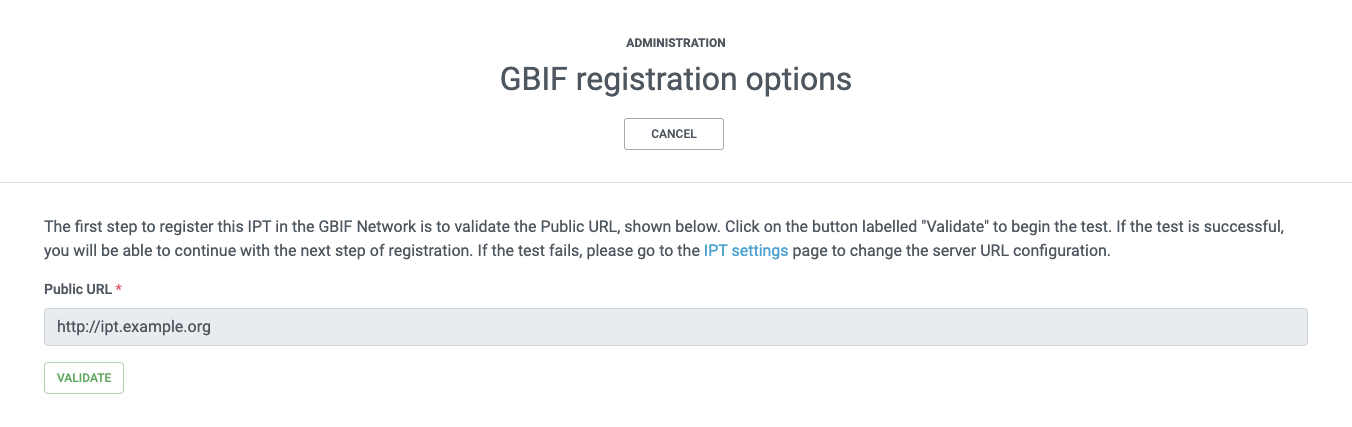 ADMINISTRATION
GBIF registration options
CANCEL
The first step to register this IPT in the GBIF Network is to validate the Public URL, shown below. Click on the button labelled "Validate" to begin the test. If the test is successful,
you will be able to continue with the next step of registration. If the test fails, please go to the IPT settings page to change the server URL configuration.
Public URL *
http://ipt.example.org
VALIDATE